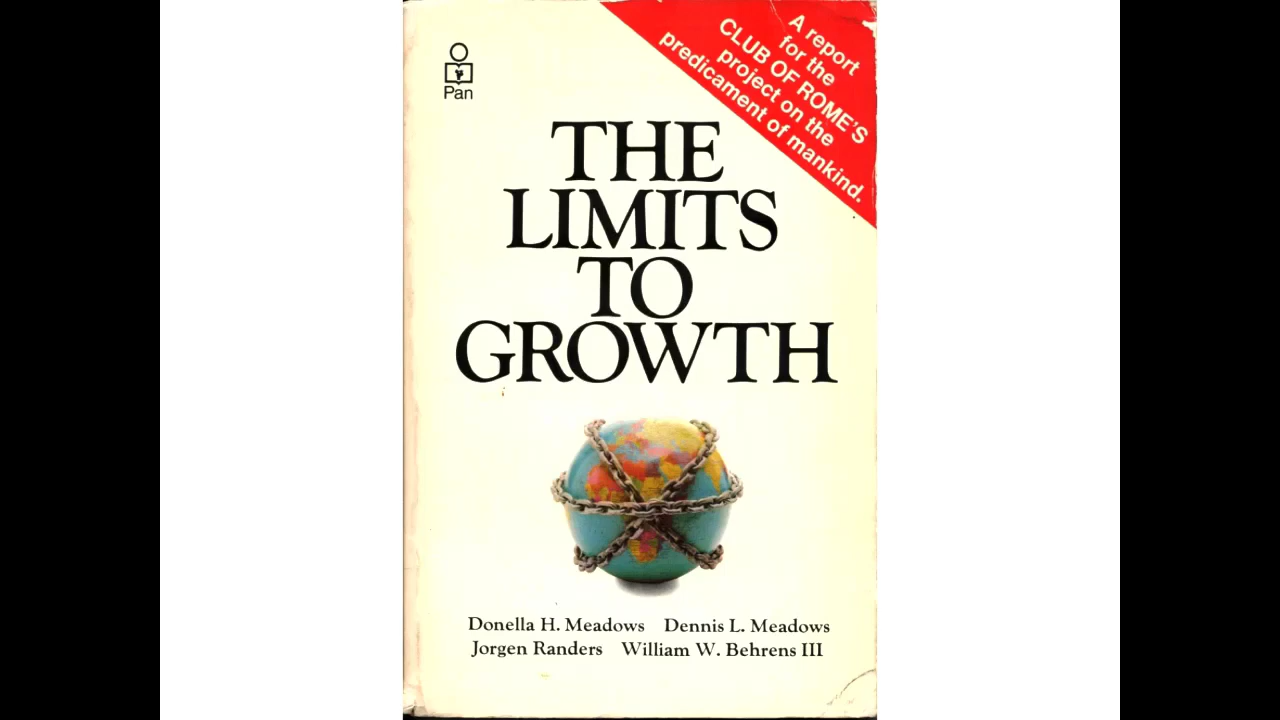 A report
for the
CLUB OF ROME'S
project on the
predicament of mankind.
Pan
THE
LIMITS
TO
GROWTH
Donella H. Meadows Dennis L. Meadows
Jorgen Randers William W. Behrens III